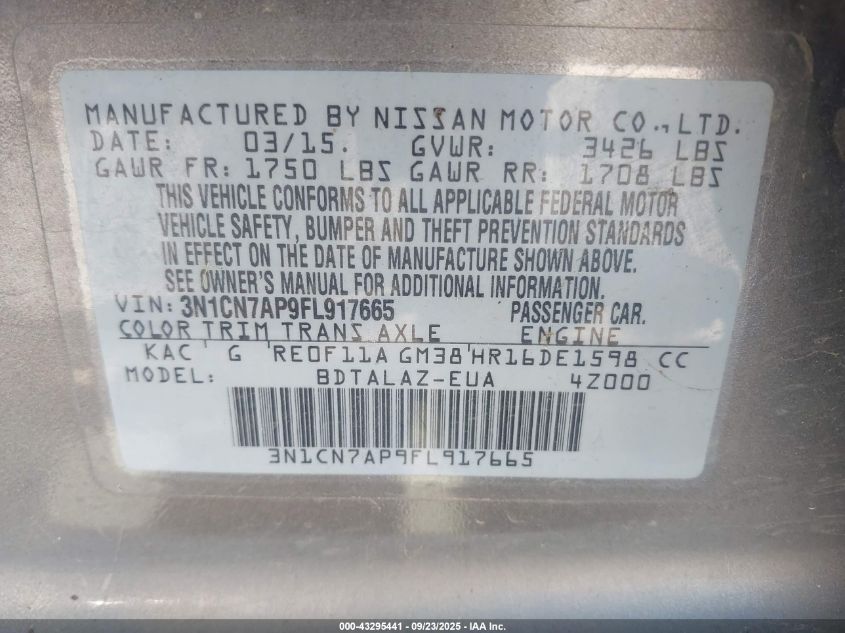 MANUFACTURED BY NISSAN MOTOR CO., LTD.
DATE: 03/15. GVWR: 3426 LBS
GAWR FR: 1750 LBS GAWR RR: 1708 LBS
THIS VEHICLE CONFORMS TO ALL APPLICABLE FEDERAL MOTOR
VEHICLE SAFETY, BUMPER AND THEFT PREVENTION STANDARDS
IN EFFECT ON THE DATE OF MANUFACTURE SHOWN ABOVE.
SEE OWNER'S MANUAL FOR ADDITIONAL INFORMATION.
VIN: 3N1CN7AP9FL917665 PASSENGER CAR.
COLOR TRIM TRANS AXLE ENGINE
KAC G RE0F11A GM38 HR16DE1598 CC
MODEL: BDTALAZ-EUA 4Z000
3N1CN7AP9FL917665
000-43295441 - 09/23/2025 - IAA Inc.